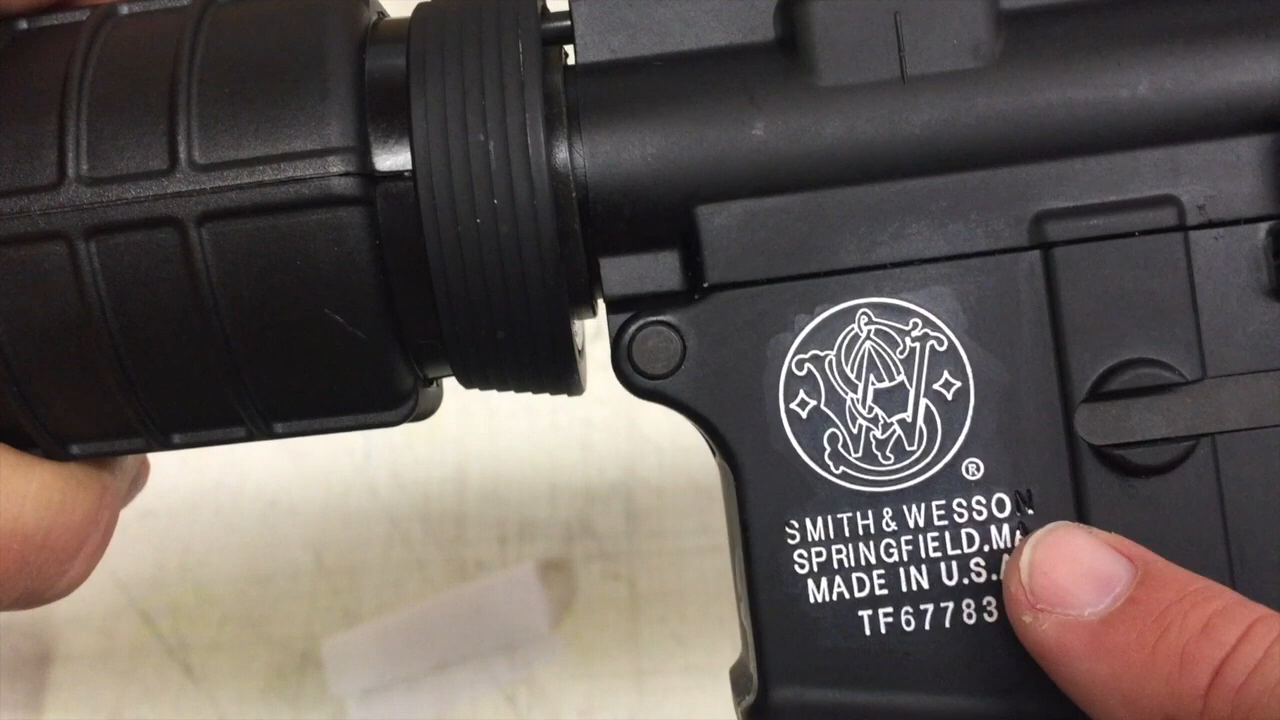 ®
SMITH & WESSON
SPRINGFIELD.MA
MADE IN U.S.A
TF67783